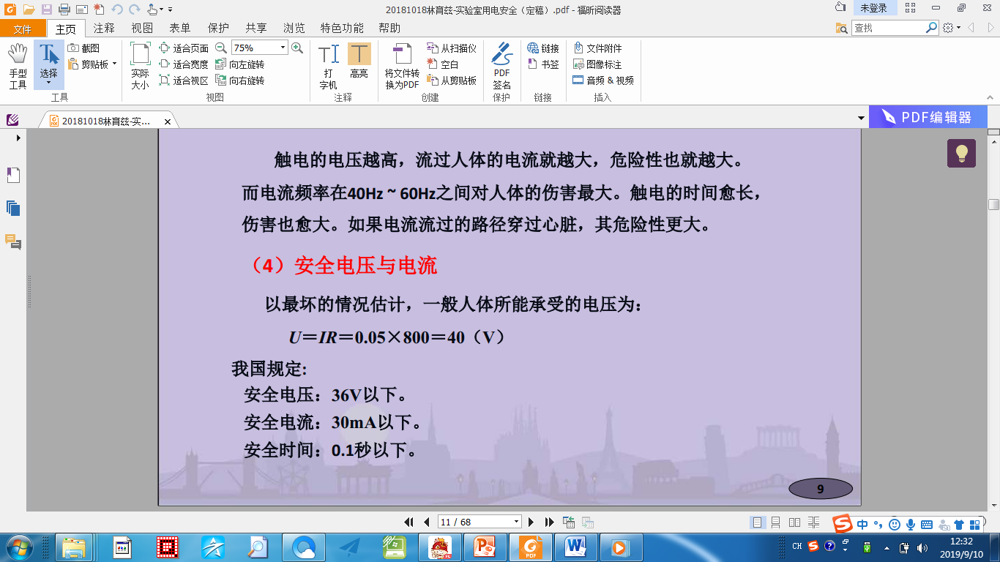 20181018林育兹-实验室用电安全（定稿）.pdf - 福昕阅读器
未登录
文件 主页 注释 视图 表单 保护 共享 浏览 特色功能 帮助
查找
手型工具
选择
截图
剪贴板
工具
实际大小
适合页面
适合宽度
适合视区
75%
向左旋转
向右旋转
视图
打字机
高亮
注释
将文件转换为PDF
从扫描仪
空白
从剪贴板
创建
PDF签名
保护
链接
书签
链接
文件附件
图像标注
音频 & 视频
插入
20181018林育兹-实...
PDF编辑器
触电的电压越高，流过人体的电流就越大，危险性也就越大。
而电流频率在40Hz ~ 60Hz之间对人体的伤害最大。触电的时间愈长，
伤害也愈大。如果电流流过的路径穿过心脏，其危险性更大。
（4）安全电压与电流
以最坏的情况估计，一般人体所能承受的电压为：
U＝IR＝0.05×800＝40（V）
我国规定:
安全电压：36V以下。
安全电流：30mA以下。
安全时间：0.1秒以下。
9
11 / 68
中
CH
12:32
2019/9/10